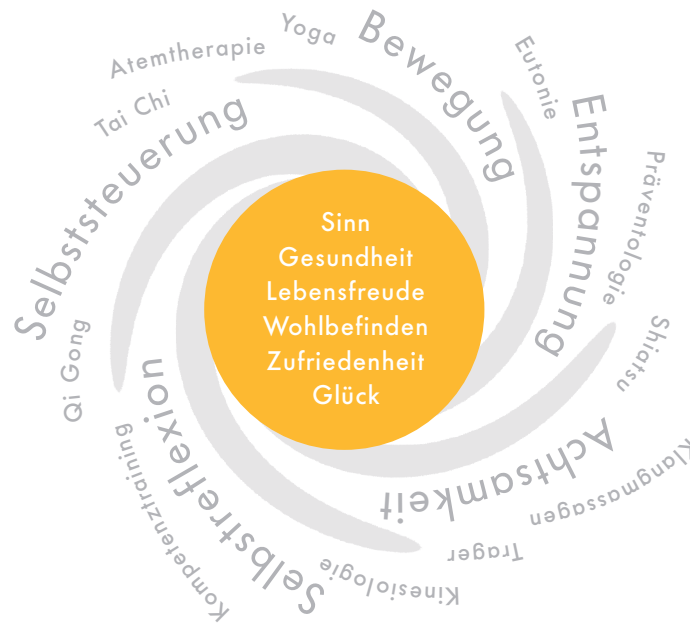 Sinn
Gesundheit
Lebensfreude
Wohlbefinden
Zufriedenheit
Glück
Bewegung
Entspannung
Achtsamkeit
Selbstreflexion
Selbststeuerung
Yoga
Eutonie
Präventologie
Shiatsu
Klangmassagen
Trager
Kinesiologie
Kompetenztraining
Qi Gong
Tai Chi
Atemtherapie